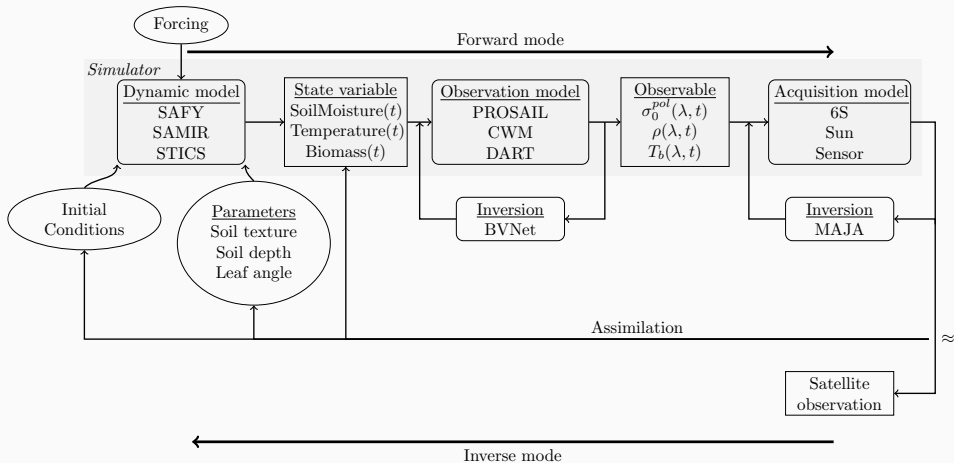 Forcing
Forward mode
Simulator
Dynamic model
SAFY
SAMIR
STICS
State variable
SoilMoisture(t)
Temperature(t)
Biomass(t)
Observation model
PROSAIL
CWM
DART
Observable
σ₀^{pol}(λ, t)
ρ(λ, t)
T_b(λ, t)
Acquisition model
6S
Sun
Sensor
Initial
Conditions
Parameters
Soil texture
Soil depth
Leaf angle
Inversion
BVNet
Inversion
MAJA
Assimilation
≈
Satellite
observation
Inverse mode